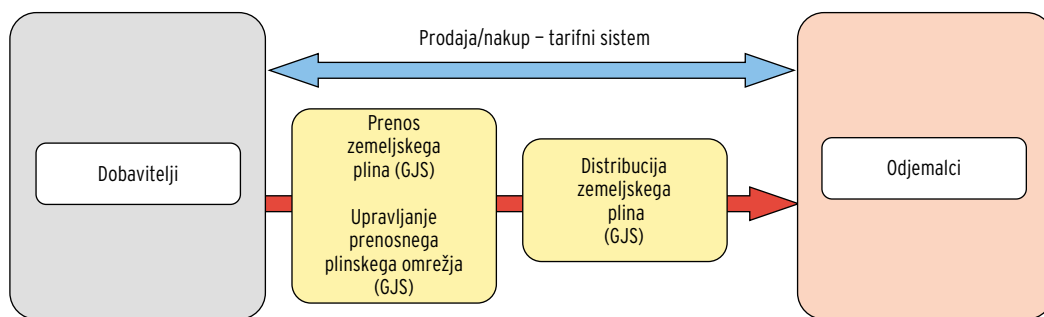 Prodaja/nakup – tarifni sistem
Dobavitelji
Prenos
zemeljskega
plina (GJS)
Upravljanje
prenosnega
plinskega omrežja
(GJS)
Distribucija
zemeljskega
plina
(GJS)
Odjemalci